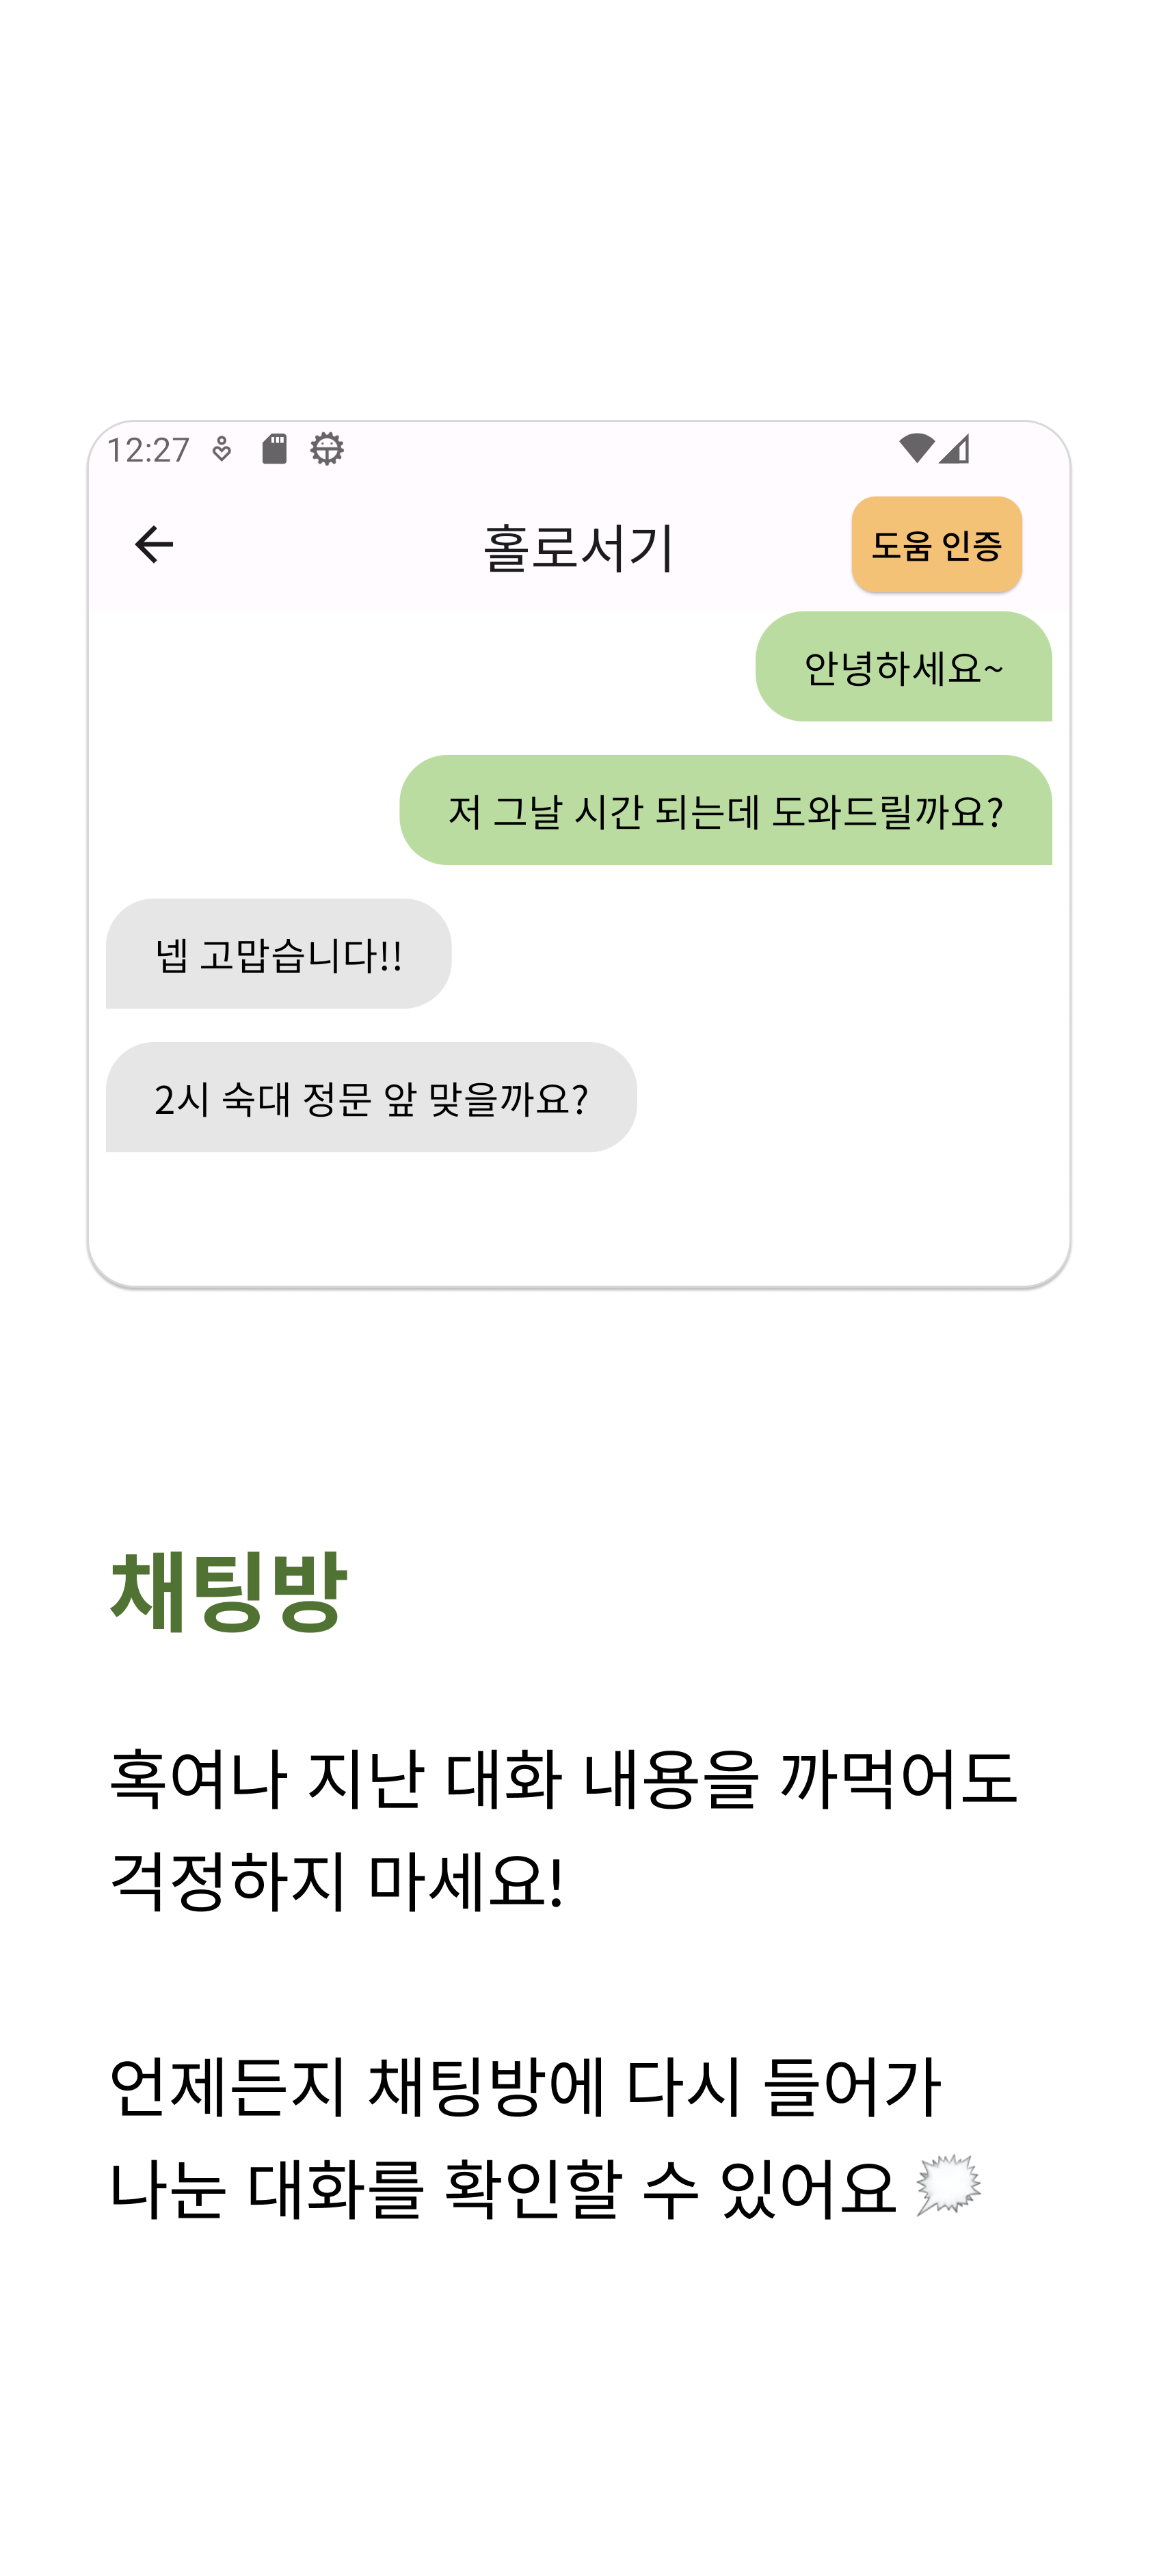 12:27
홀로서기
도움 인증
안녕하세요~
저 그날 시간 되는데 도와드릴까요?
넵 고맙습니다!!
2시 숙대 정문 앞 맞을까요?
채팅방
혹여나 지난 대화 내용을 까먹어도
걱정하지 마세요!
언제든지 채팅방에 다시 들어가
나눈 대화를 확인할 수 있어요 🗯️